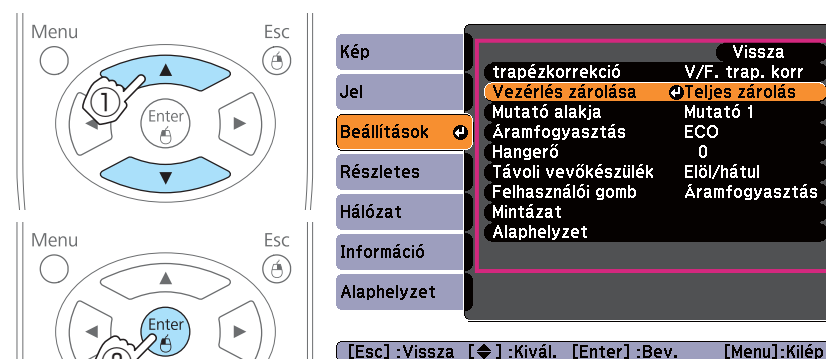 Menu
Esc
1
Enter
Menu
Esc
Enter
Kép
Jel
Beállítások
Részletes
Hálózat
Információ
Alaphelyzet
Vissza
trapézkorrekció V/F. trap. korr
Vezérlés zárolása Teljes zárolás
Mutató alakja Mutató 1
Áramfogyasztás ECO
Hangerő 0
Távoli vevőkészülék Elöl/hátul
Felhasználói gomb Áramfogyasztás
Mintázat
Alaphelyzet
[Esc] :Vissza [◆] :Kivál. [Enter] :Bev. [Menu]:Kilép